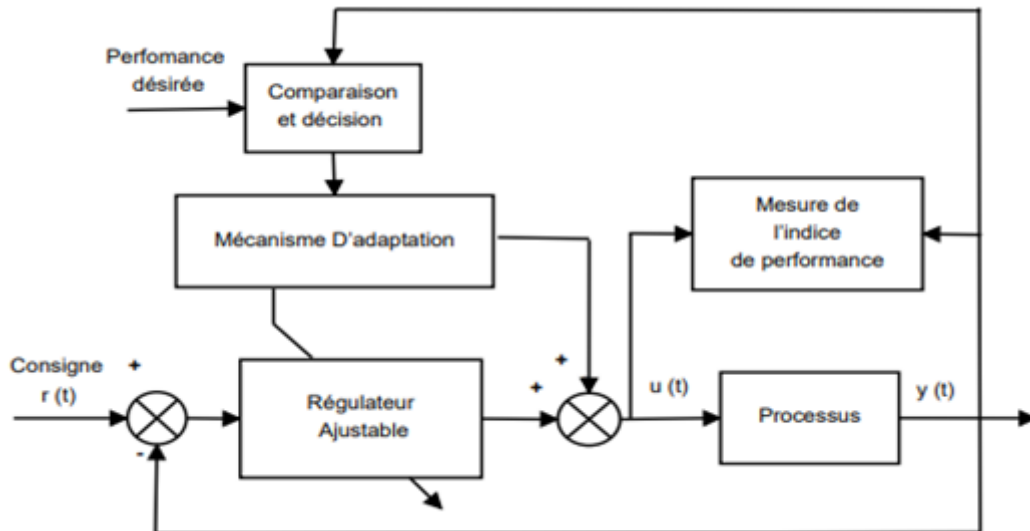 Perfomance
désirée
Comparaison
et décision
Mécanisme D'adaptation
Mesure de
l'indice
de performance
Consigne
r (t)
+
-
Régulateur
Ajustable
+
+
u (t)
Processus
y (t)